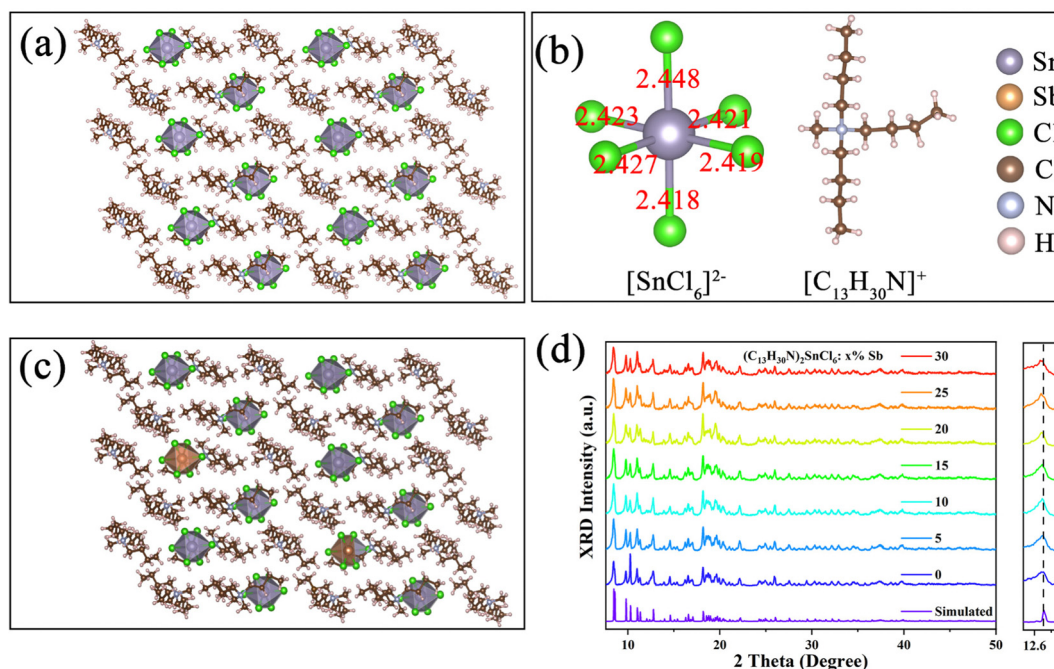 (a)
(b)
2.448
2.423
2.421
2.427
2.419
2.418
[SnCl₆]²⁻
[C₁₃H₃₀N]⁺
C
N
H
(c)
(d)
(C₁₃H₃₀N)₂SnCl₆: x% Sb
30
25
20
15
10
5
0
Simulated
XRD Intensity (a.u.)
10 20 30 40 50
2 Theta (Degree)
12.6